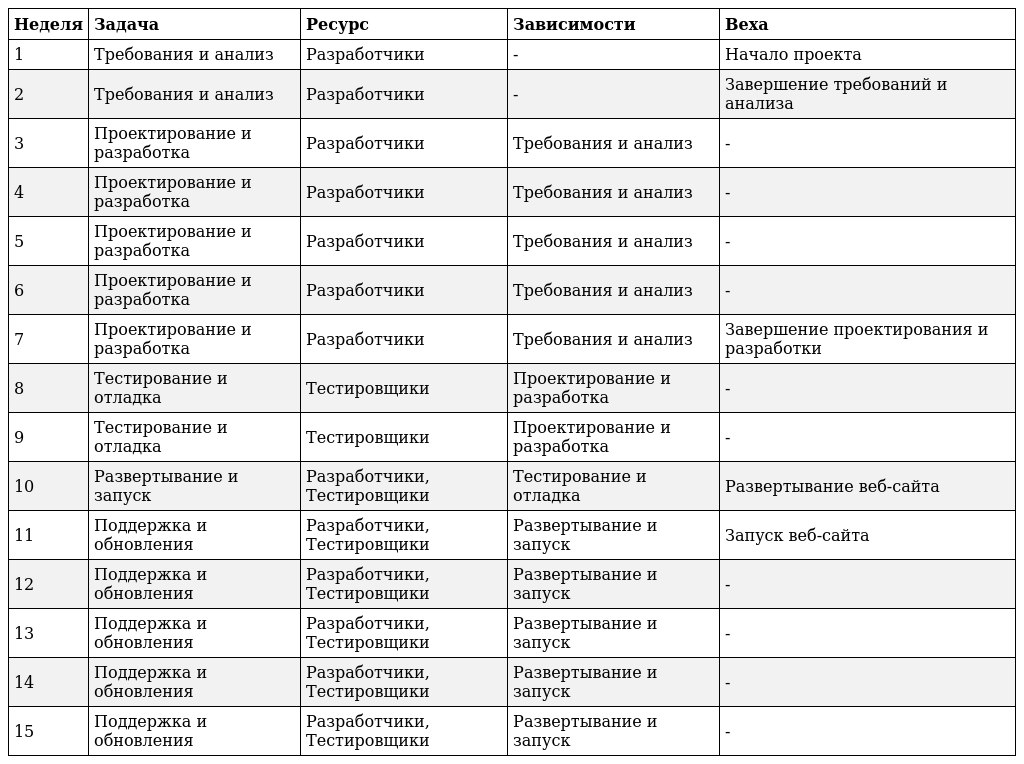 Неделя Задача Ресурс Зависимости Веха
1 Требования и анализ Разработчики - Начало проекта
2 Требования и анализ Разработчики - Завершение требований и
анализа
3 Проектирование и
разработка Разработчики Требования и анализ -
4 Проектирование и
разработка Разработчики Требования и анализ -
5 Проектирование и
разработка Разработчики Требования и анализ -
6 Проектирование и
разработка Разработчики Требования и анализ -
7 Проектирование и
разработка Разработчики Требования и анализ Завершение проектирования и
разработки
8 Тестирование и
отладка Тестировщики Проектирование и
разработка -
9 Тестирование и
отладка Тестировщики Проектирование и
разработка -
10 Развертывание и
запуск Разработчики,
Тестировщики Тестирование и
отладка Развертывание веб-сайта
11 Поддержка и
обновления Разработчики,
Тестировщики Развертывание и
запуск Запуск веб-сайта
12 Поддержка и
обновления Разработчики,
Тестировщики Развертывание и
запуск -
13 Поддержка и
обновления Разработчики,
Тестировщики Развертывание и
запуск -
14 Поддержка и
обновления Разработчики,
Тестировщики Развертывание и
запуск -
15 Поддержка и
обновления Разработчики,
Тестировщики Развертывание и
запуск -